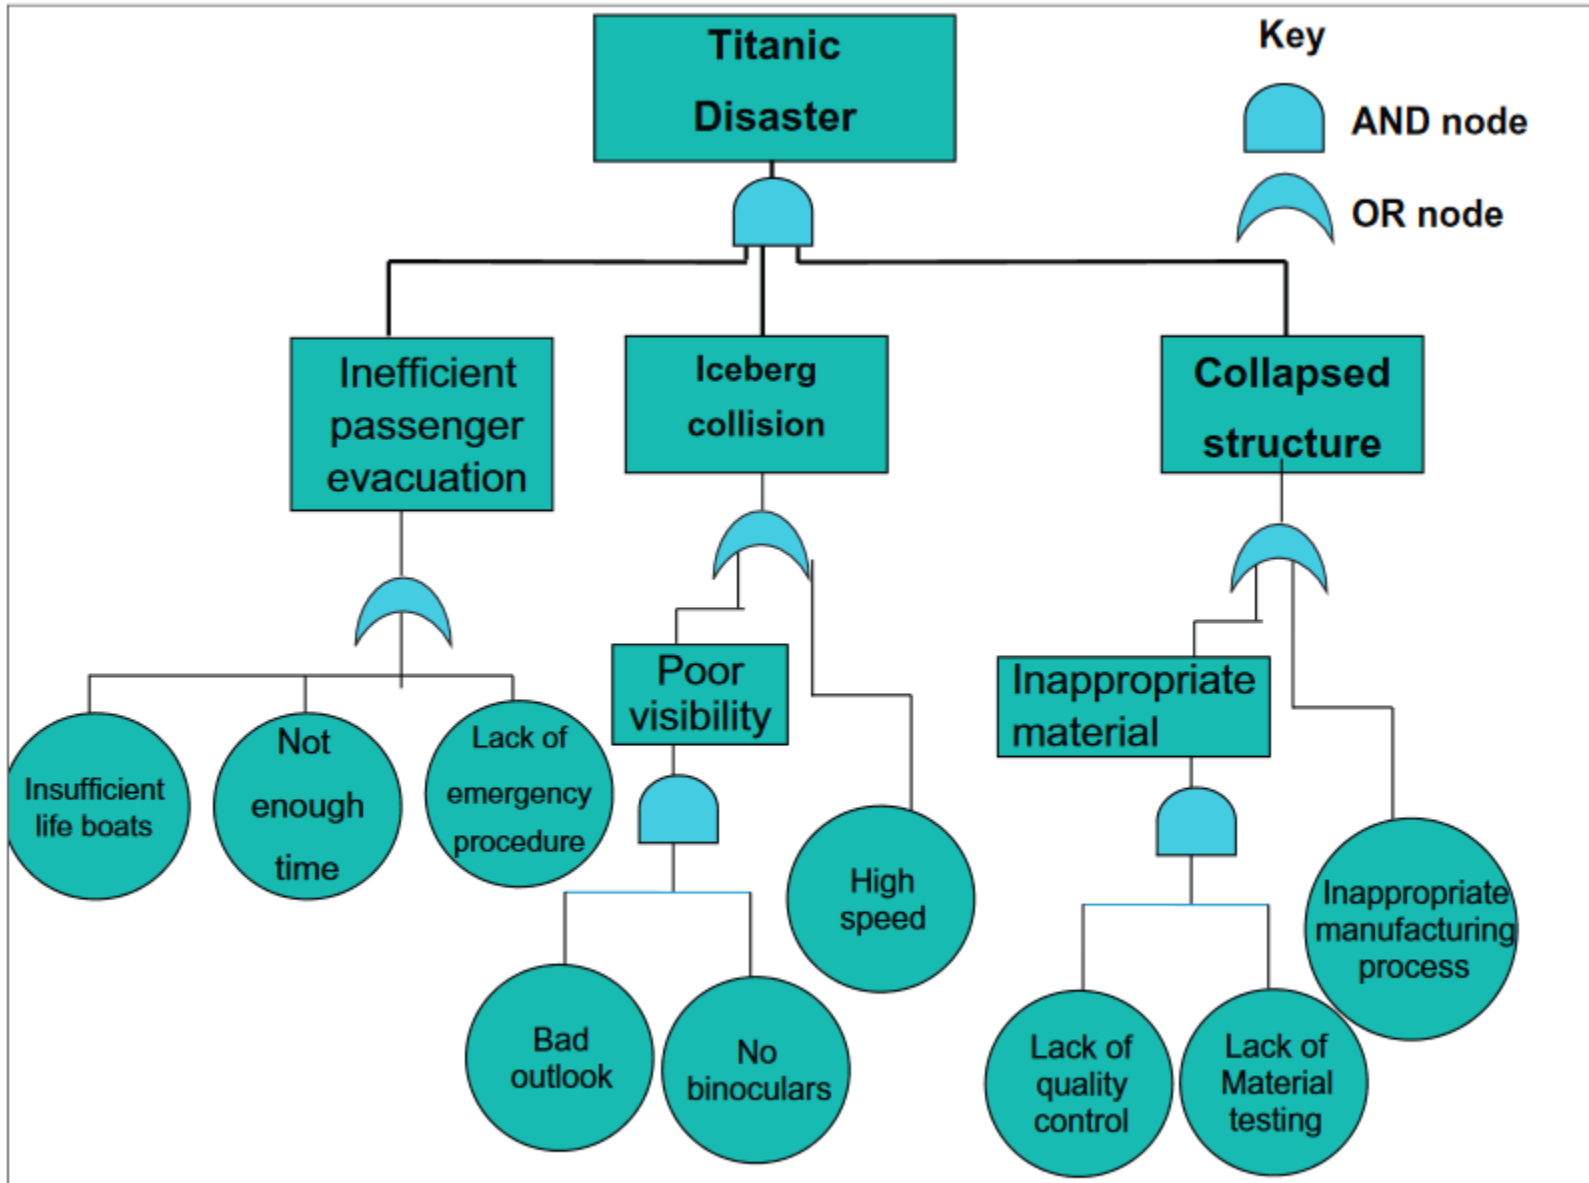 Titanic
Disaster
Key
AND node
OR node
Inefficient
passenger
evacuation
Iceberg
collision
Collapsed
structure
Poor
visibility
Inappropriate
material
Insufficient
life boats
Not
enough
time
Lack of
emergency
procedure
High
speed
Inappropriate
manufacturing
process
Bad
outlook
No
binoculars
Lack of
quality
control
Lack of
Material
testing